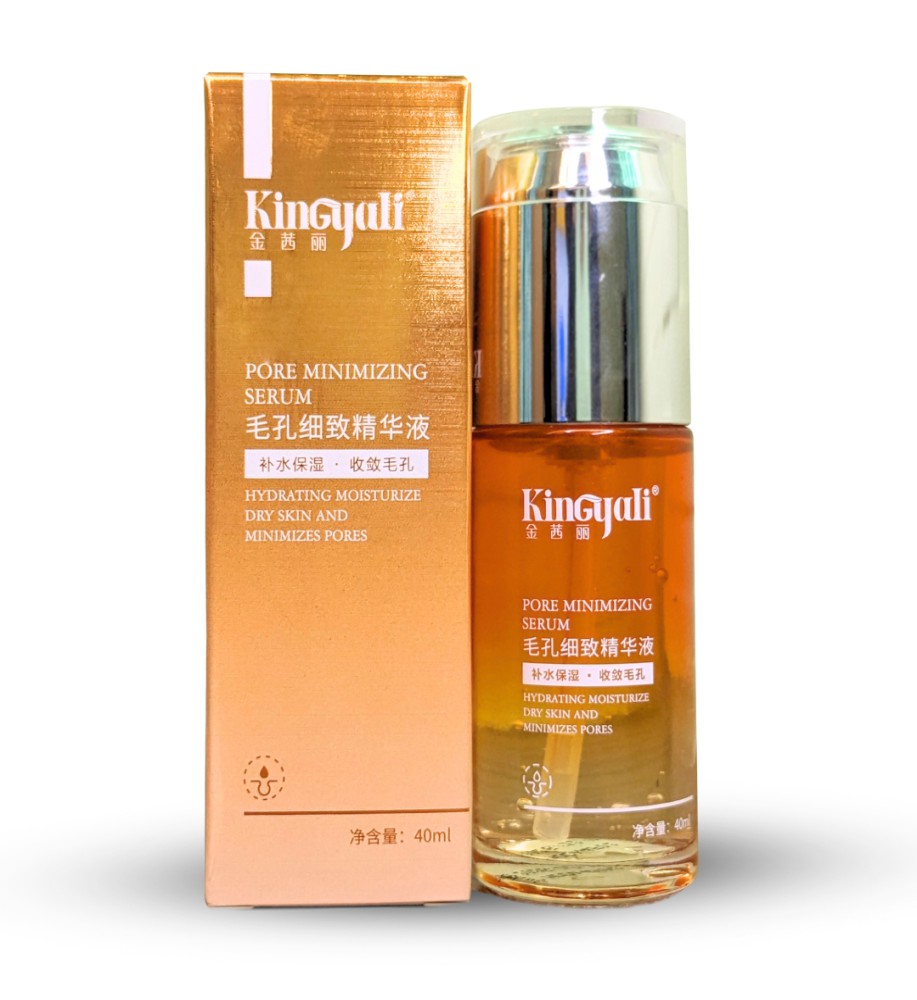 Kingyali®
金茜丽
PORE MINIMIZING
SERUM
毛孔细致精华液
补水保湿 · 收敛毛孔
HYDRATING MOISTURIZE
DRY SKIN AND
MINIMIZES PORES
净含量：40ml
Kingyali®
金茜丽
PORE MINIMIZING
SERUM
毛孔细致精华液
补水保湿 · 收敛毛孔
HYDRATING MOISTURIZE
DRY SKIN AND
MINIMIZES PORES
净含量：40ml